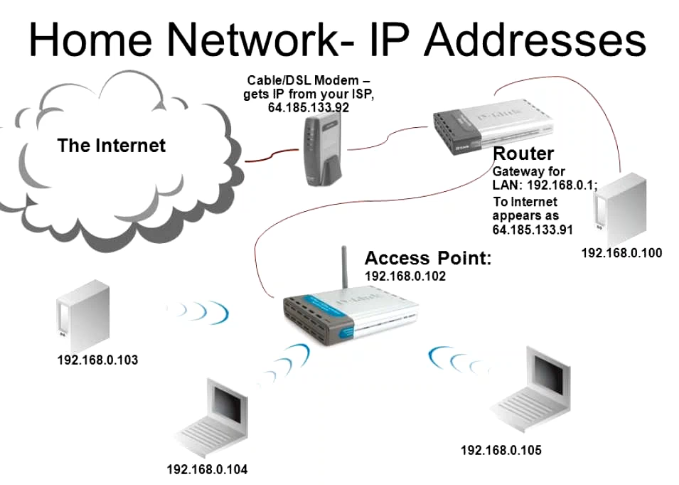 Home Network- IP Addresses
Cable/DSL Modem –
gets IP from your ISP,
64.185.133.92
The Internet
D-Link
Router
Gateway for
LAN: 192.168.0.1;
To Internet
appears as
64.185.133.91
192.168.0.100
Access Point:
192.168.0.102
D-Link
192.168.0.103
192.168.0.104
192.168.0.105